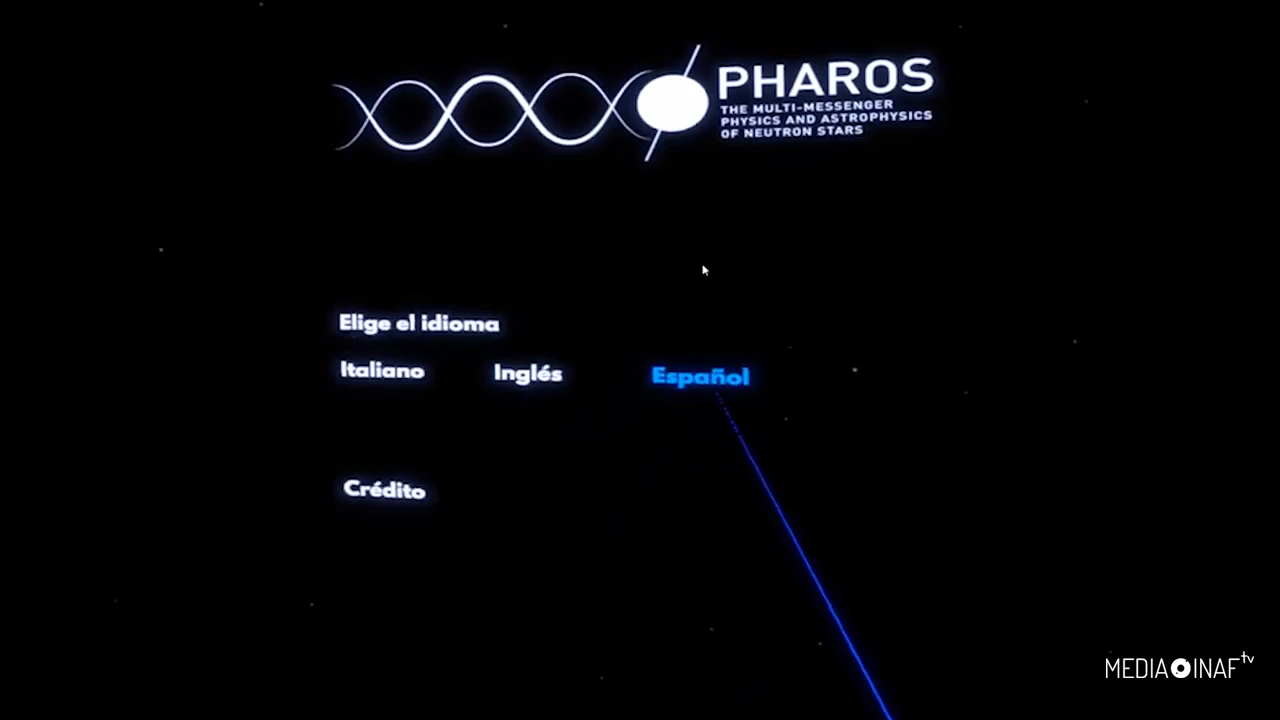 PHAROS
THE MULTI-MESSENGER
PHYSICS AND ASTROPHYSICS
OF NEUTRON STARS
Elige el idioma
Italiano Inglés Español
Crédito
MEDIA INAF tv